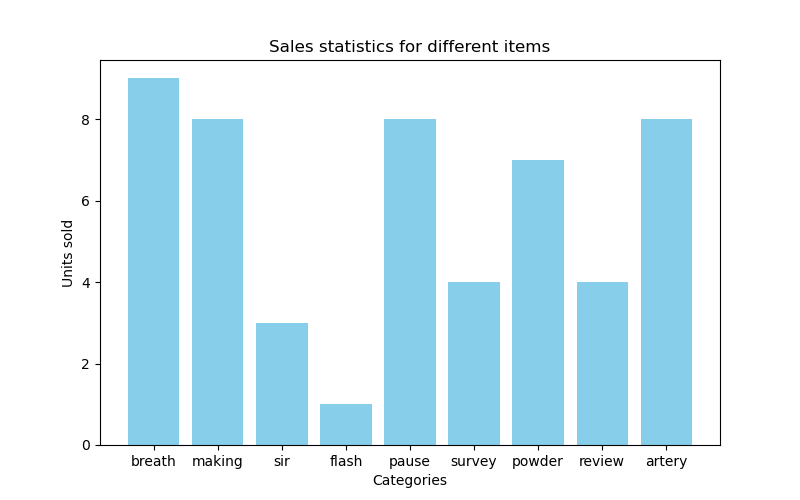 Sales statistics for different items
Units sold
8
6
4
2
0
breath making sir flash pause survey powder review artery
Categories